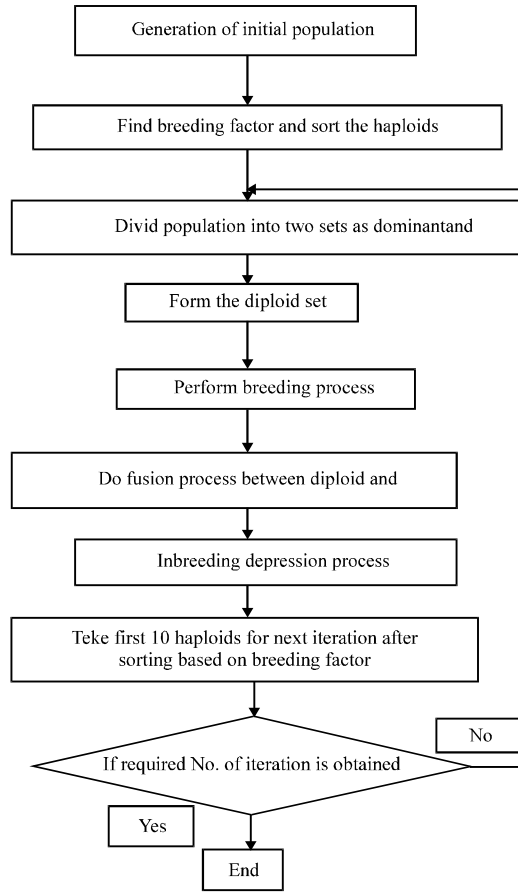 Generation of initial population
Find breeding factor and sort the haploids
Divid population into two sets as dominantand
Form the diploid set
Perform breeding process
Do fusion process between diploid and
Inbreeding depression process
Teke first 10 haploids for next iteration after
sorting based on breeding factor
If required No. of iteration is obtained
No
Yes
End